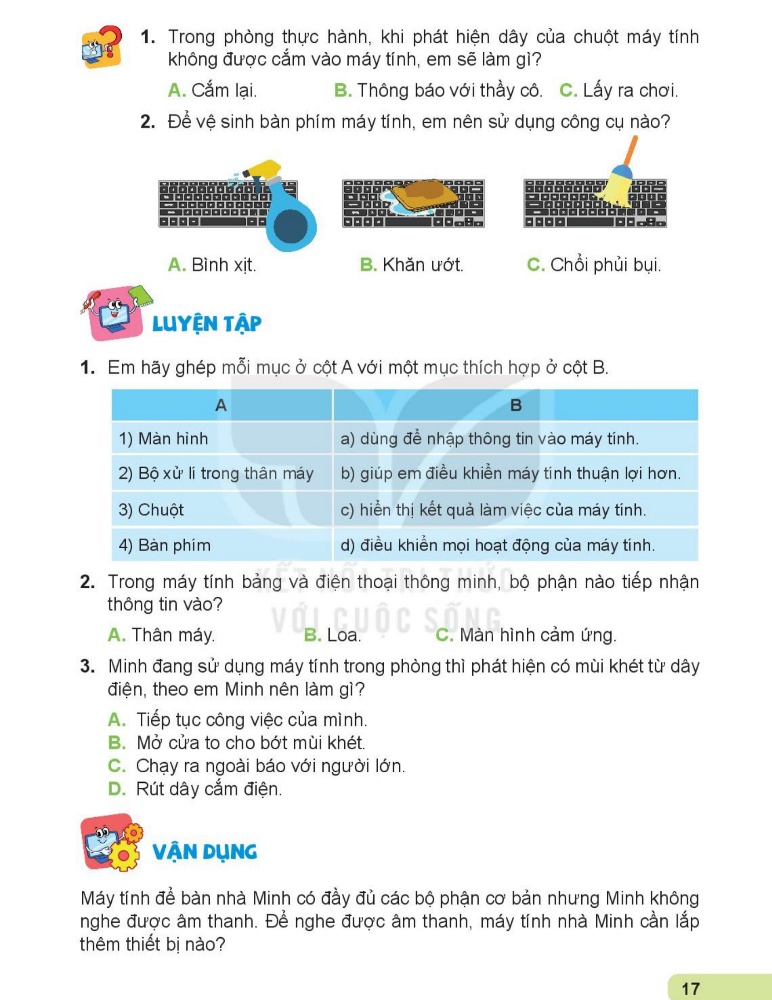 1. Trong phòng thực hành, khi phát hiện dây của chuột máy tính
không được cắm vào máy tính, em sẽ làm gì?
A. Cắm lại. B. Thông báo với thầy cô. C. Lấy ra chơi.
2. Để vệ sinh bàn phím máy tính, em nên sử dụng công cụ nào?
A. Bình xịt. B. Khăn ướt. C. Chổi phủi bụi.
LUYỆN TẬP
1. Em hãy ghép mỗi mục ở cột A với một mục thích hợp ở cột B.
A B
1) Màn hình a) dùng để nhập thông tin vào máy tính.
2) Bộ xử lí trong thân máy b) giúp em điều khiển máy tính thuận lợi hơn.
3) Chuột c) hiển thị kết quả làm việc của máy tính.
4) Bàn phím d) điều khiển mọi hoạt động của máy tính.
KẾT NỐI TRI THỨC
VỚI CUỘC SỐNG
2. Trong máy tính bảng và điện thoại thông minh, bộ phận nào tiếp nhận
thông tin vào?
A. Thân máy. B. Loa. C. Màn hình cảm ứng.
3. Minh đang sử dụng máy tính trong phòng thì phát hiện có mùi khét từ dây
điện, theo em Minh nên làm gì?
A. Tiếp tục công việc của mình.
B. Mở cửa to cho bớt mùi khét.
C. Chạy ra ngoài báo với người lớn.
D. Rút dây cắm điện.
VẬN DỤNG
Máy tính để bàn nhà Minh có đầy đủ các bộ phận cơ bản nhưng Minh không
nghe được âm thanh. Để nghe được âm thanh, máy tính nhà Minh cần lắp
thêm thiết bị nào?
17